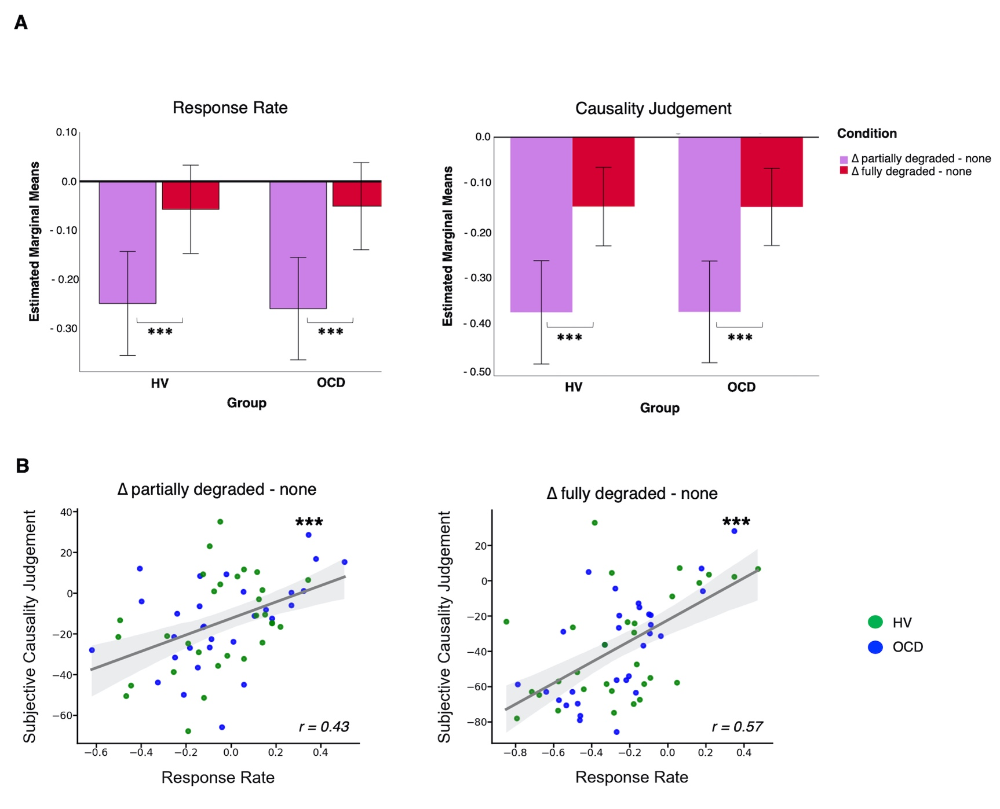 A
Response Rate
Estimated Marginal Means
0.10
0.0
- 0.10
- 0.20
- 0.30
***
***
HV
OCD
Group
Causality Judgement
Estimated Marginal Means
0.0
- 0.10
- 0.20
- 0.30
- 0.40
- 0.50
***
***
HV
OCD
Group
Condition
Δ partially degraded - none
Δ fully degraded - none
B
Δ partially degraded - none
Subjective Causality Judgement
40
20
0
−20
−40
−60
***
r = 0.43
−0.6
−0.4
−0.2
0.0
0.2
0.4
Response Rate
Δ fully degraded - none
Subjective Causality Judgement
20
0
−20
−40
−60
−80
***
r = 0.57
−0.8
−0.6
−0.4
−0.2
0.0
0.2
0.4
Response Rate
HV
OCD